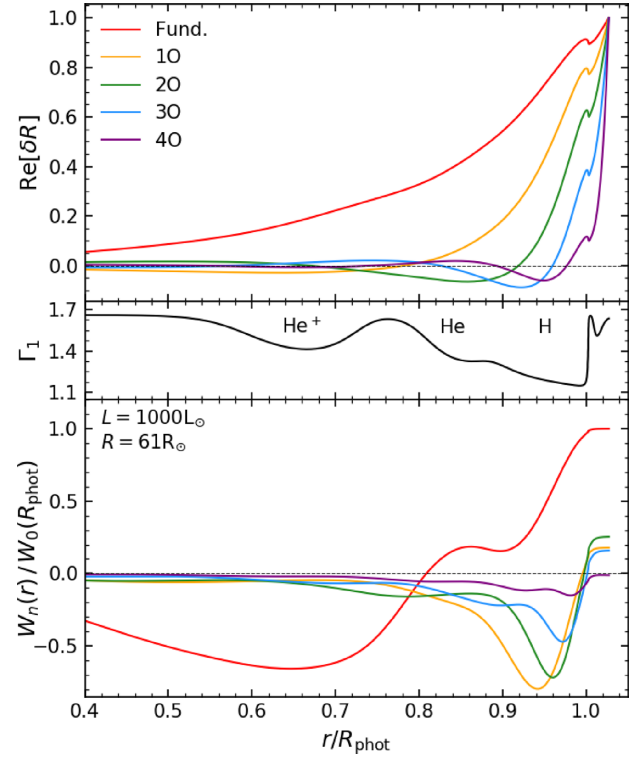 1.0
0.8
0.6
0.4
0.2
0.0
Re[δR]
Fund.
1O
2O
3O
4O
1.7
1.4
1.1
Γ₁
He⁺
He
H
L = 1000L⊙
R = 61R⊙
1.0
0.5
0.0
−0.5
Wₙ(r) / W₀(R_phot)
0.4
0.5
0.6
0.7
0.8
0.9
1.0
r/R_phot